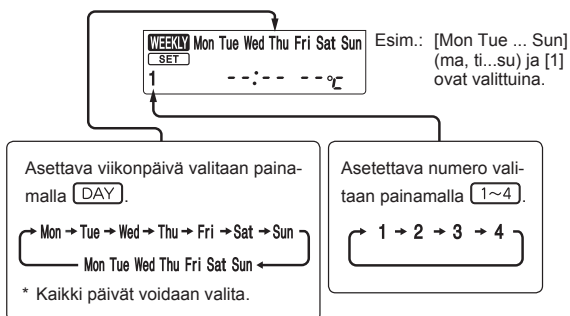 WEEKLY Mon Tue Wed Thu Fri Sat Sun
SET
1 --:-- --°C
Esim.: [Mon Tue ... Sun]
(ma, ti...su) ja [1]
ovat valittuina.
Asettava viikonpäivä valitaan paina-
malla DAY.
→ Mon → Tue → Wed → Thu → Fri → Sat → Sun
Mon Tue Wed Thu Fri Sat Sun ←
* Kaikki päivät voidaan valita.
Asetettava numero vali-
taan painamalla 1~4.
→ 1 → 2 → 3 → 4